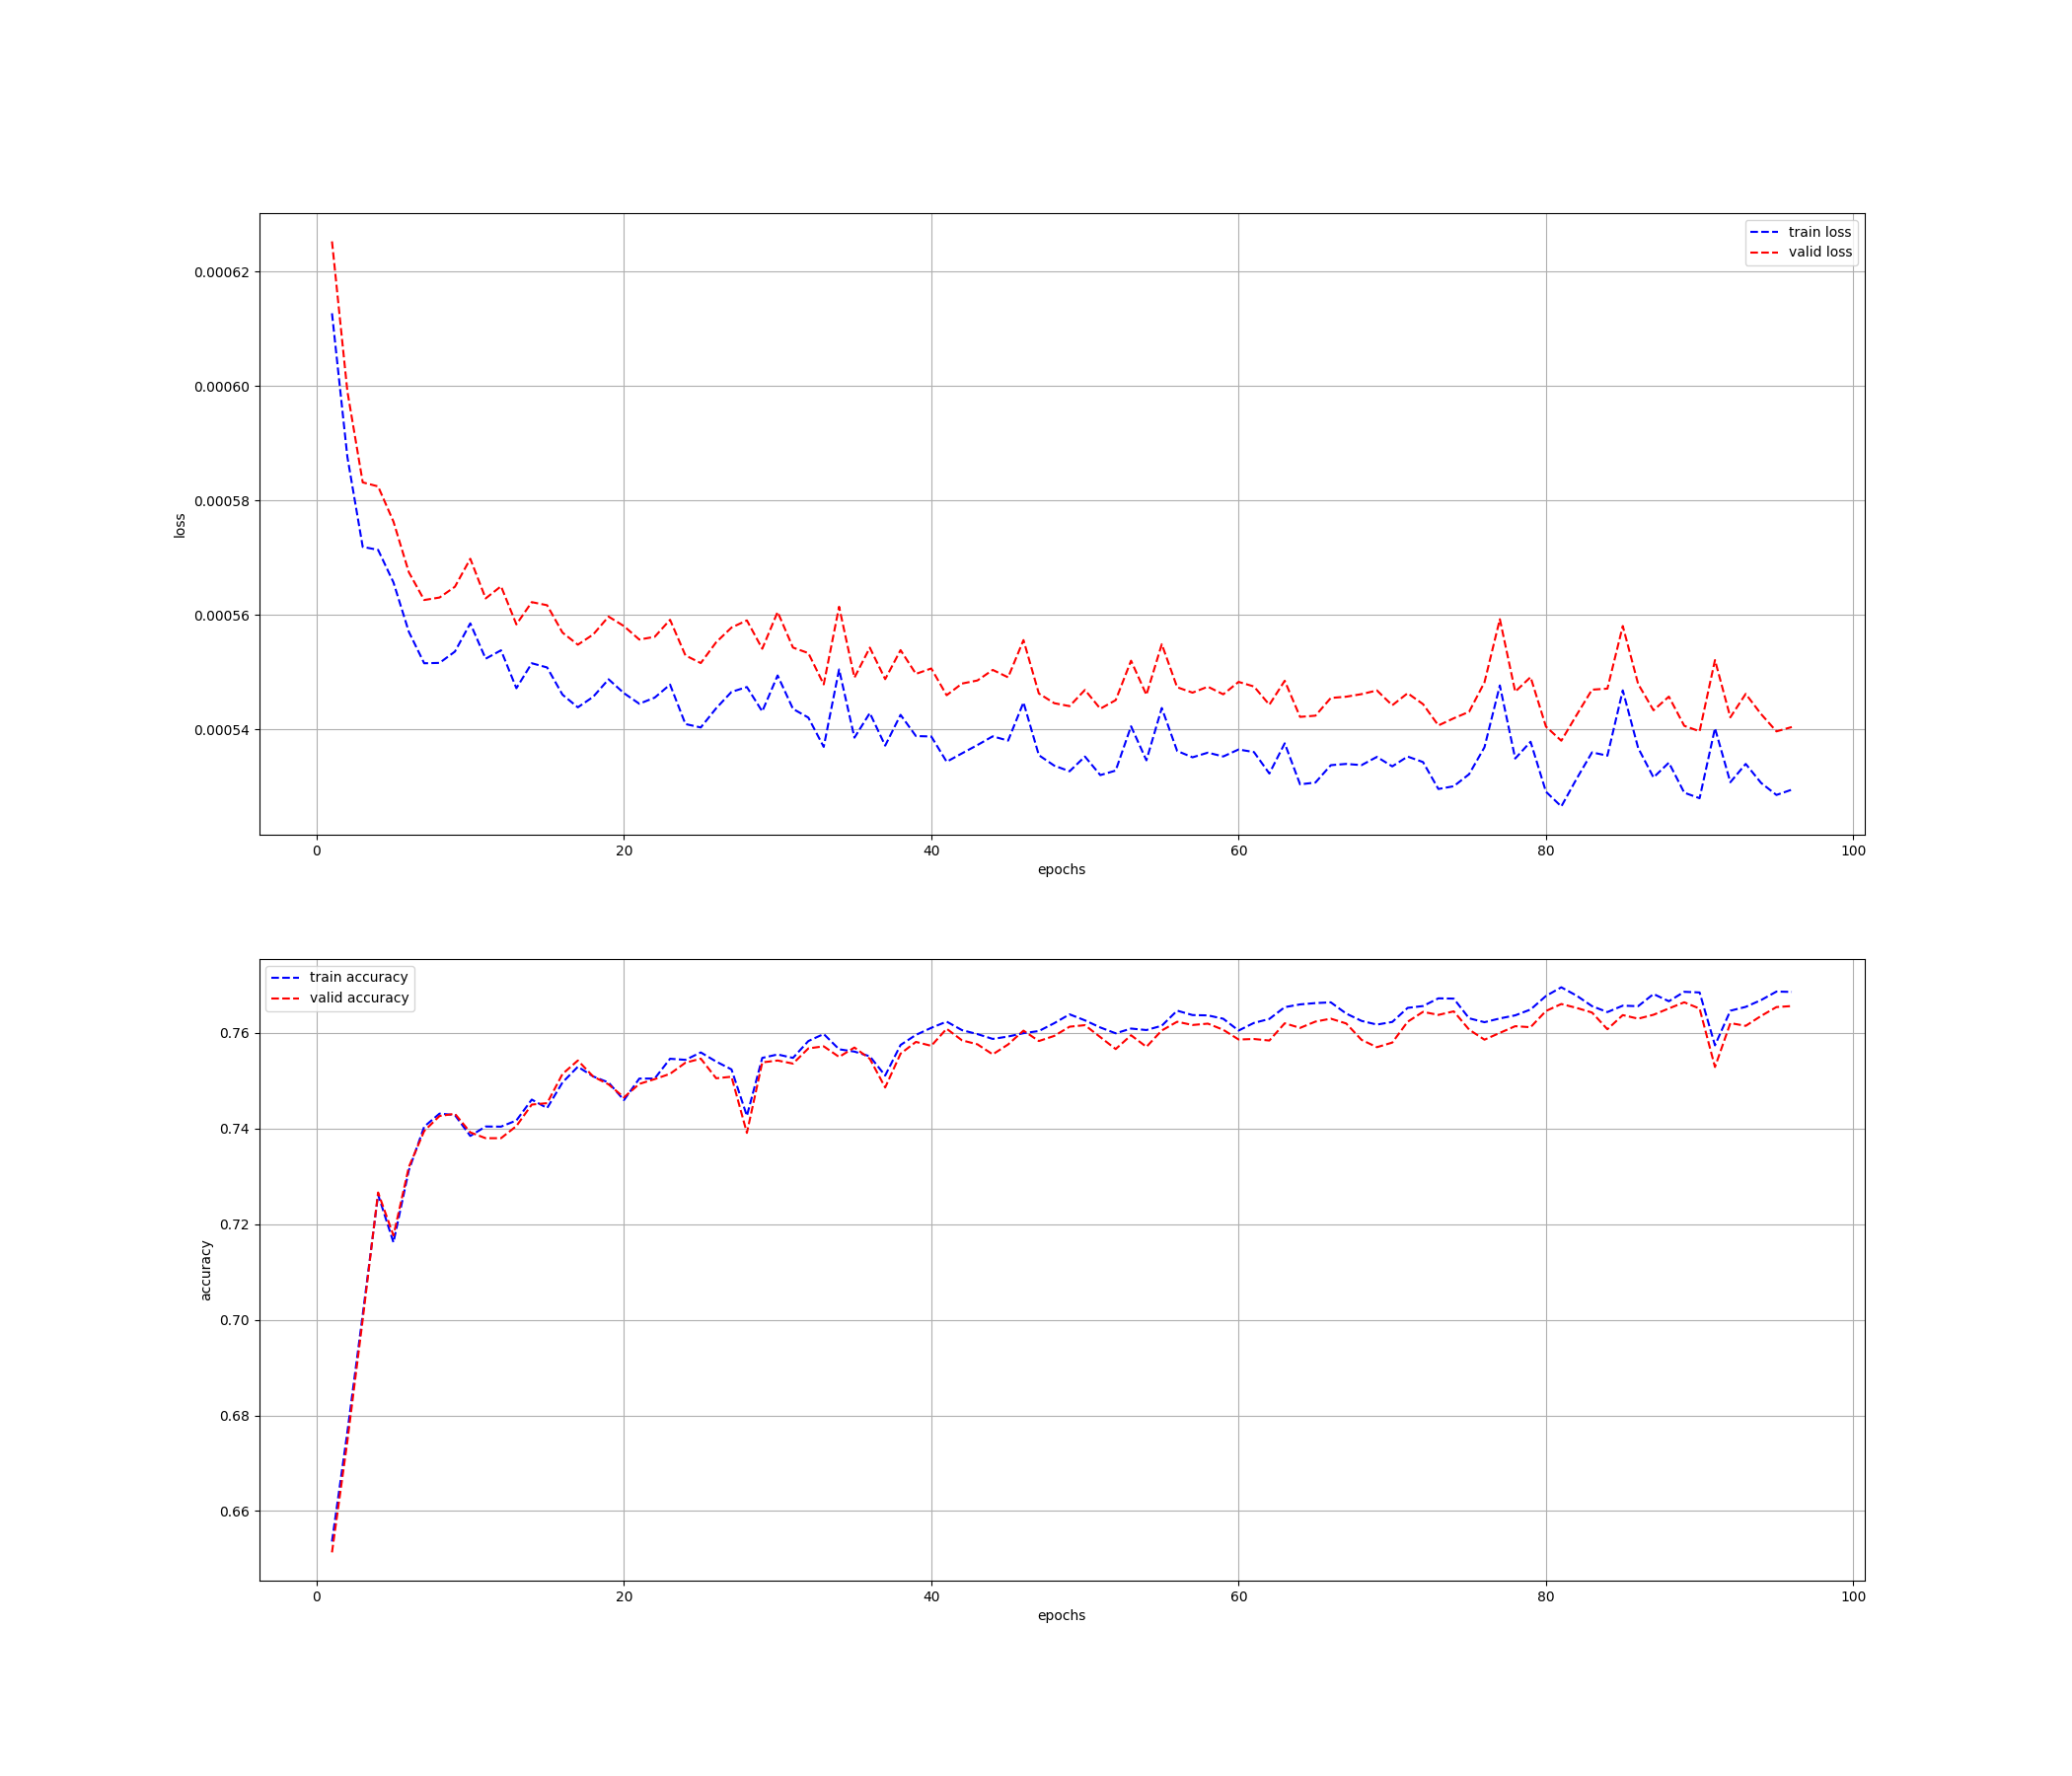 train loss
valid loss
0.00062
0.00060
0.00058
0.00056
0.00054
loss
0 20 40 60 80 100
epochs
train accuracy
valid accuracy
0.76
0.74
0.72
0.70
0.68
0.66
accuracy
0 20 40 60 80 100
epochs